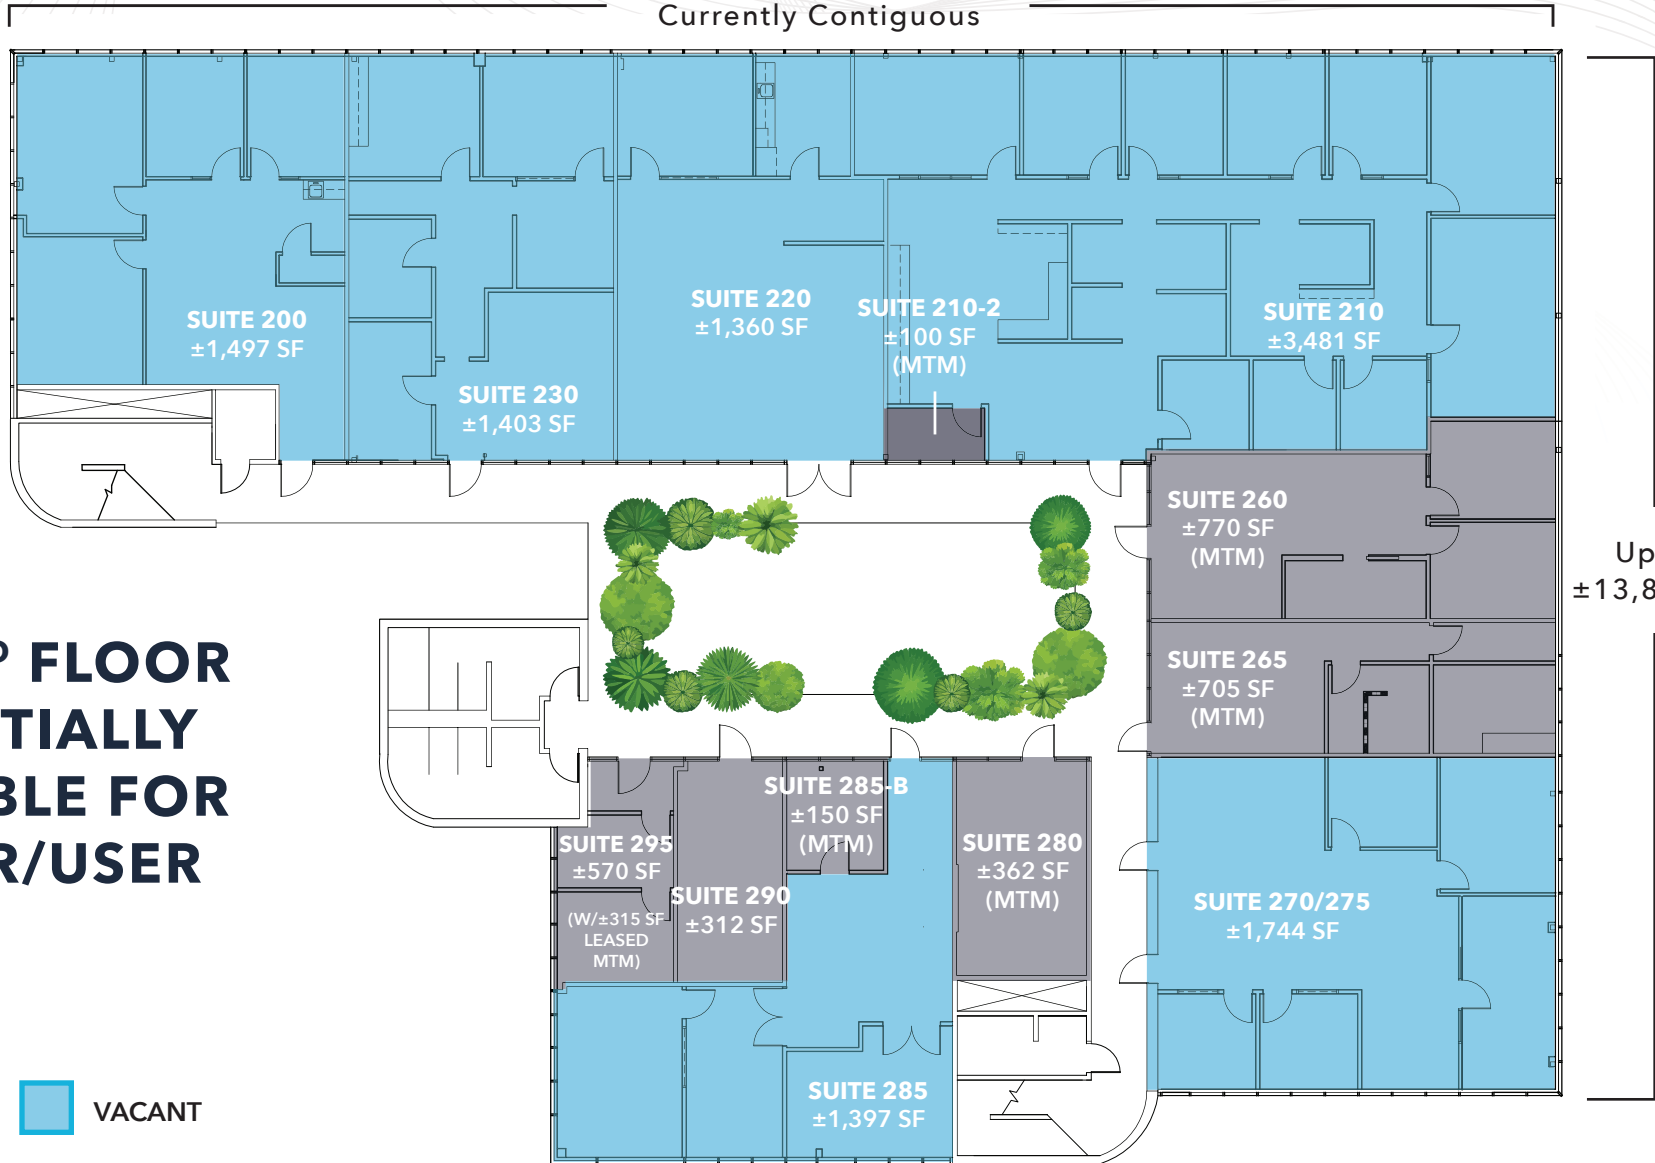 Currently Contiguous
SUITE 200
±1,497 SF
SUITE 230
±1,403 SF
SUITE 220
±1,360 SF
SUITE 210-2
±100 SF
(MTM)
SUITE 210
±3,481 SF
SUITE 260
±770 SF
(MTM)
SUITE 265
±705 SF
(MTM)
Up
±13,8
FLOOR
TIALLY
BLE FOR
R/USER
SUITE 295
±570 SF
(W/±315 SF
LEASED
MTM)
SUITE 290
±312 SF
SUITE 285-B
±150 SF
(MTM)
SUITE 280
±362 SF
(MTM)
SUITE 270/275
±1,744 SF
SUITE 285
±1,397 SF
VACANT